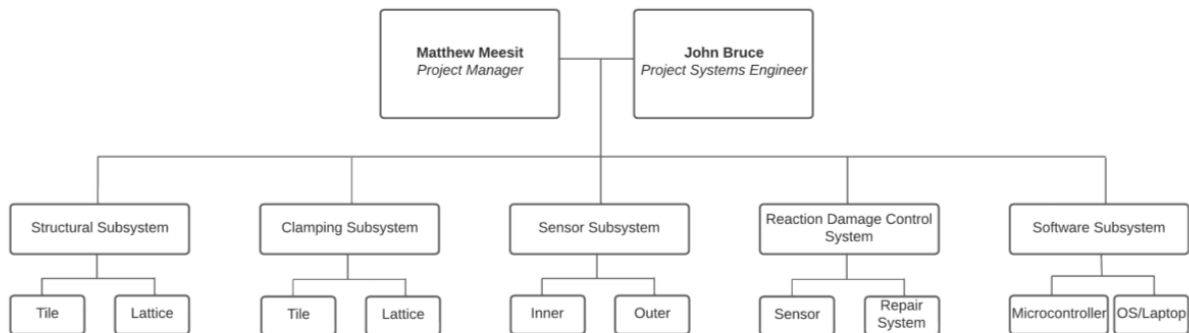 Matthew Meesit
Project Manager
John Bruce
Project Systems Engineer
Structural Subsystem
Clamping Subsystem
Sensor Subsystem
Reaction Damage Control
System
Software Subsystem
Tile
Lattice
Tile
Lattice
Inner
Outer
Sensor
Repair
System
Microcontroller
OS/Laptop